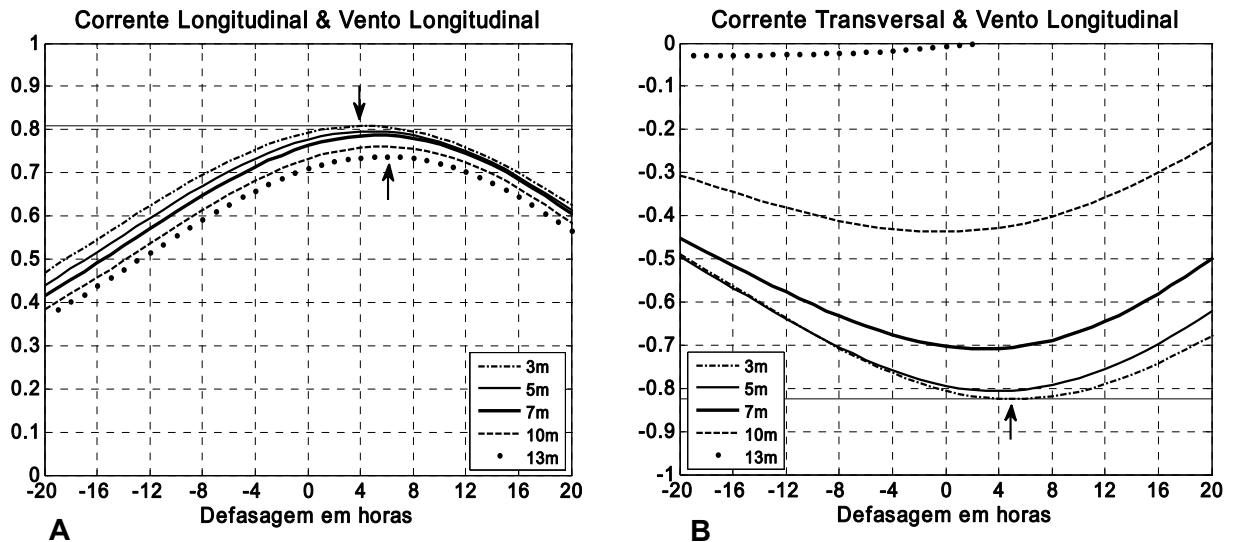 Corrente Longitudinal & Vento Longitudinal
1
0.9
0.8
0.7
0.6
0.5
0.4
0.3
0.2
0.1
0
3m
5m
7m
10m
13m
-20 -16 -12 -8 -4 0 4 8 12 16 20
Defasagem em horas
A
Corrente Transversal & Vento Longitudinal
0
-0.1
-0.2
-0.3
-0.4
-0.5
-0.6
-0.7
-0.8
-0.9
-1
3m
5m
7m
10m
13m
-20 -16 -12 -8 -4 0 4 8 12 16 20
Defasagem em horas
B